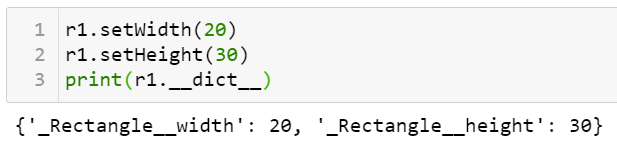 1 r1.setWidth(20)
2 r1.setHeight(30)
3 print(r1.__dict__)
{'_Rectangle__width': 20, '_Rectangle__height': 30}